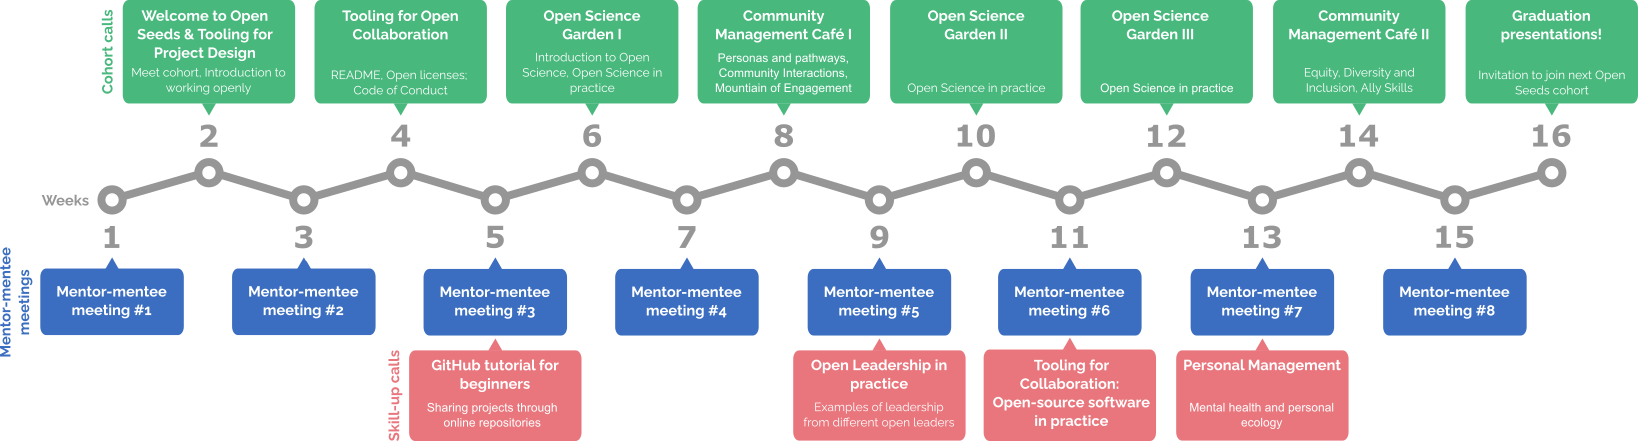 Cohort calls
Welcome to Open
Seeds & Tooling for
Project Design
Meet cohort, Introduction to
working openly
Tooling for Open
Collaboration
README, Open licenses;
Code of Conduct
Open Science
Garden I
Introduction to Open
Science, Open Science in
practice
Community
Management Café I
Personas and pathways,
Community Interactions,
Mountiain of Engagement
Open Science
Garden II
Open Science in practice
Open Science
Garden III
Open Science in practice
Community
Management Café II
Equity, Diversity and
Inclusion, Ally Skills
Graduation
presentations!
Invitation to join next Open
Seeds cohort
2
4
6
8
10
12
14
16
Weeks
1
3
5
7
9
11
13
15
Mentor-mentee
meetings
Mentor-mentee
meeting #1
Mentor-mentee
meeting #2
Mentor-mentee
meeting #3
Mentor-mentee
meeting #4
Mentor-mentee
meeting #5
Mentor-mentee
meeting #6
Mentor-mentee
meeting #7
Mentor-mentee
meeting #8
Skill-up calls
GitHub tutorial for
beginners
Sharing projects through
online repositories
Open Leadership in
practice
Examples of leadership
from different open leaders
Tooling for
Collaboration:
Open-source software
in practice
Personal Management
Mental health and personal
ecology